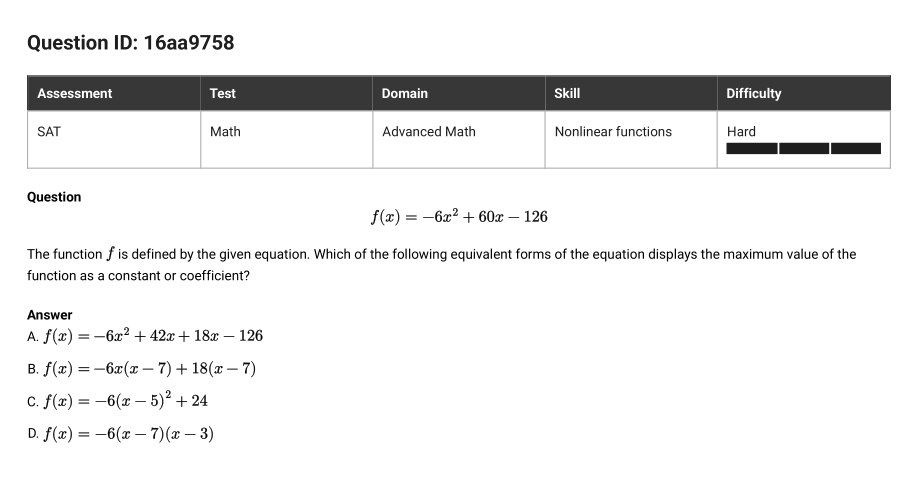 Question ID: 16aa9758
Assessment Test Domain Skill Difficulty
SAT Math Advanced Math Nonlinear functions Hard
Question
f(x) = −6x² + 60x − 126
The function f is defined by the given equation. Which of the following equivalent forms of the equation displays the maximum value of the
function as a constant or coefficient?
Answer
A. f(x) = −6x² + 42x + 18x − 126
B. f(x) = −6x(x − 7) + 18(x − 7)
C. f(x) = −6(x − 5)² + 24
D. f(x) = −6(x − 7)(x − 3)